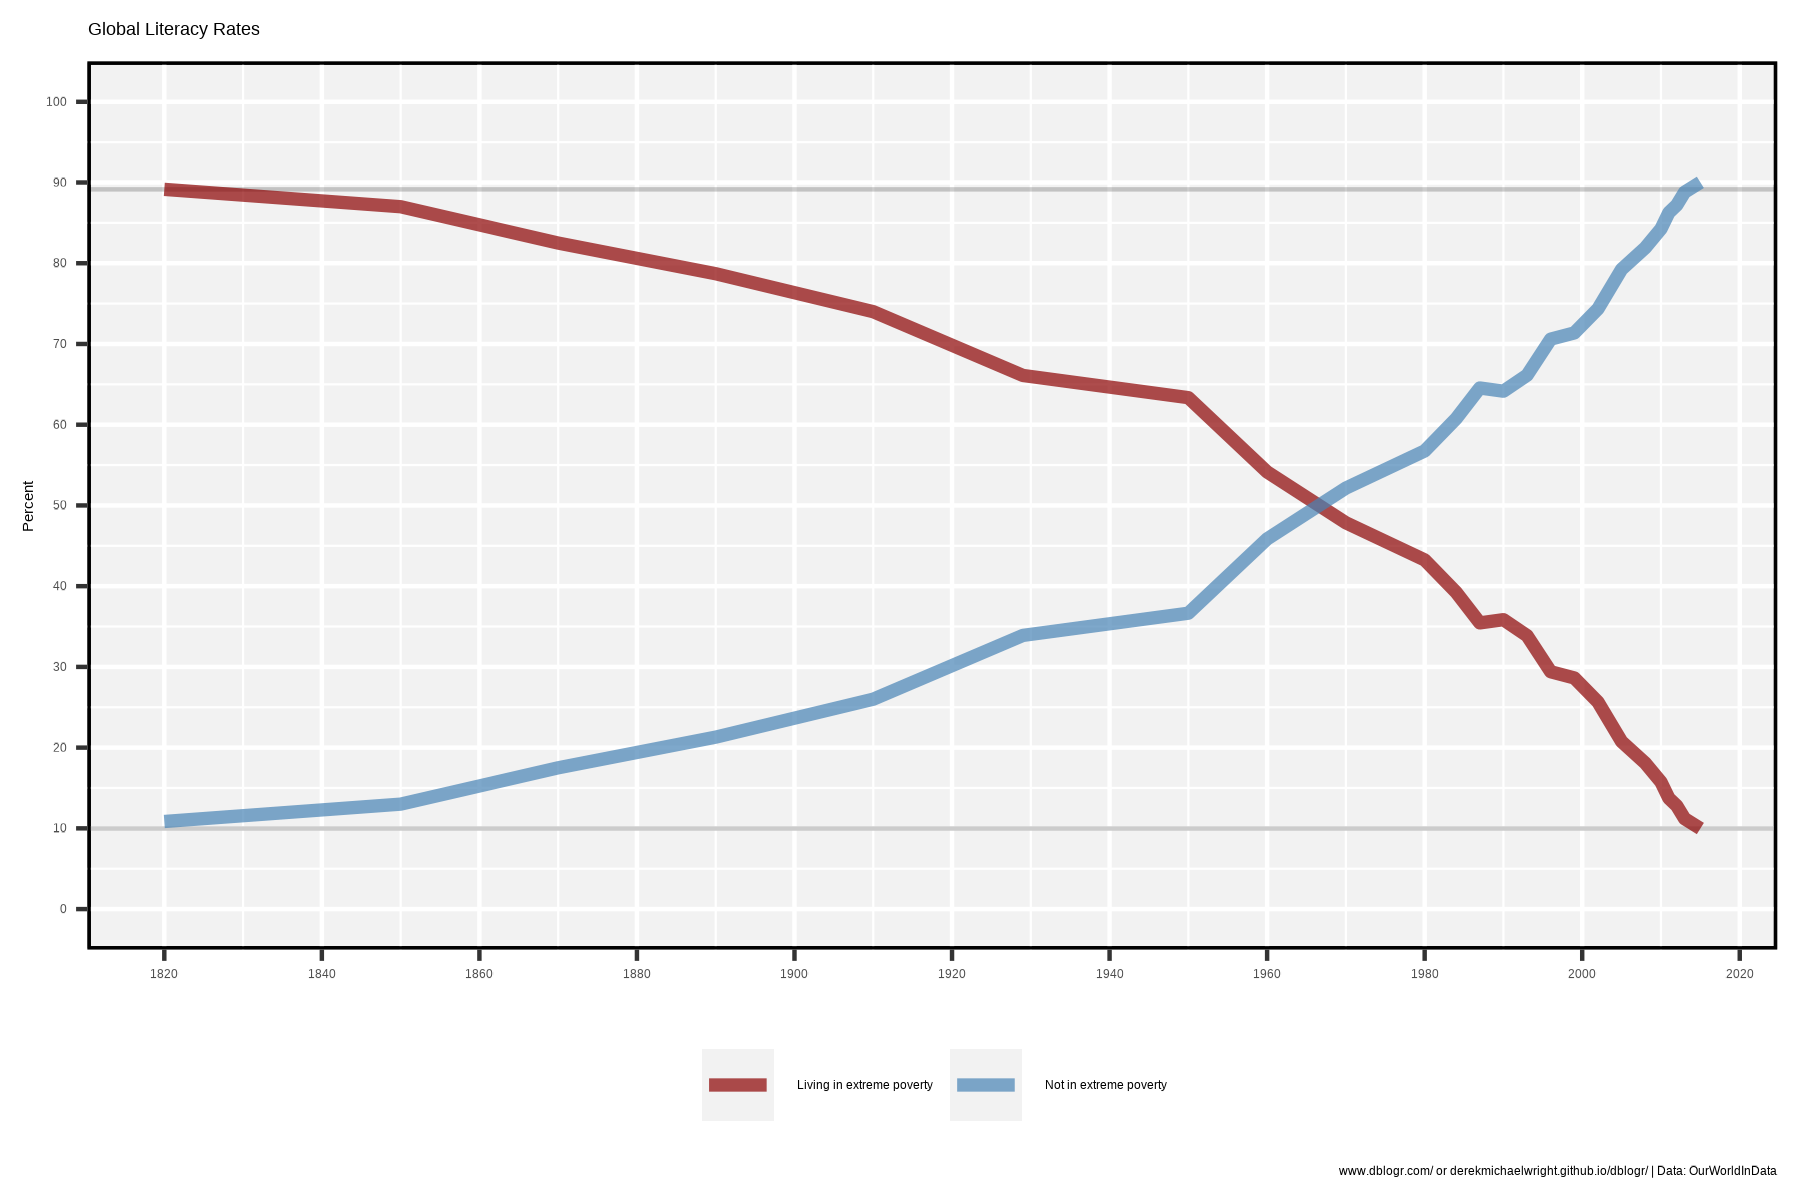 Global Literacy Rates
Percent
100
90
80
70
60
50
40
30
20
10
0
1820 1840 1860 1880 1900 1920 1940 1960 1980 2000 2020
Living in extreme poverty Not in extreme poverty
www.dblogr.com/ or derekmichaelwright.github.io/dblogr/ | Data: OurWorldInData